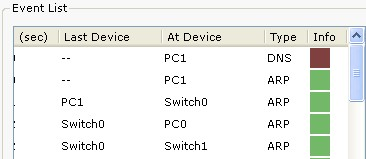 Event List
(sec) Last Device At Device Type Info
-- PC1 DNS
-- PC1 ARP
PC1 Switch0 ARP
Switch0 PC0 ARP
Switch0 Switch1 ARP